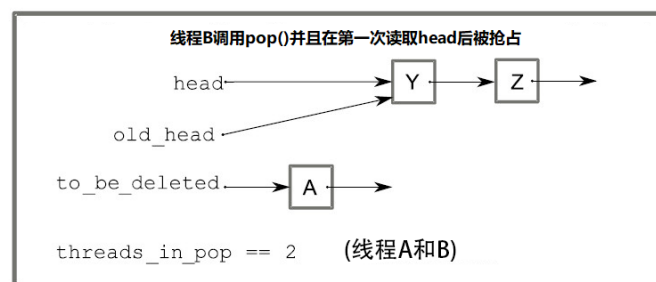 线程B调用pop()并且在第一次读取head后被抢占
head Y Z
old_head
to_be_deleted A
threads_in_pop == 2 (线程A和B)